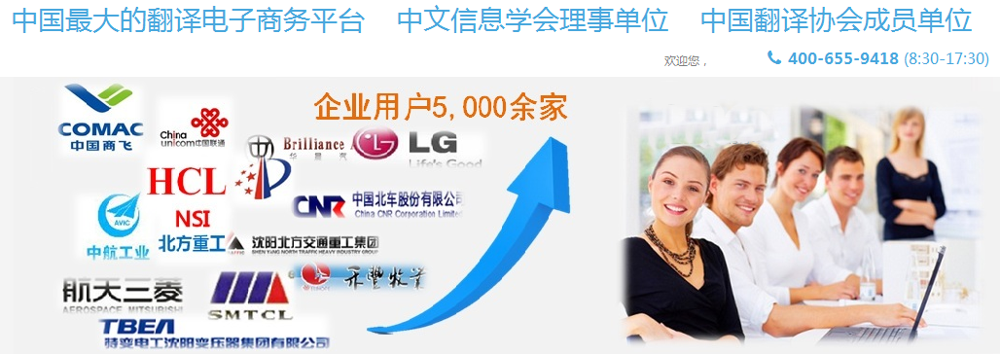 中国最大的翻译电子商务平台 中文信息学会理事单位 中国翻译协会成员单位
欢迎您， 400-655-9418 (8:30-17:30)
企业用户5,000余家
COMAC
中国商飞
China
unicom中国联通
Brilliance A
华晨汽
LG
Life's Good
HCL
NSI
北方重工
AVIC
中航工业
CNR 中国北车股份有限公司
China CNR Corporation Limited
沈阳北方交通重工集团
SHEN YANG NORTH TRAFFIC HEAVY INDUSTRY GROUP
航天三菱
AEROSPACE MITSUBISHI
SMTCL
TBEA
特变电工沈阳变压器集团有限公司